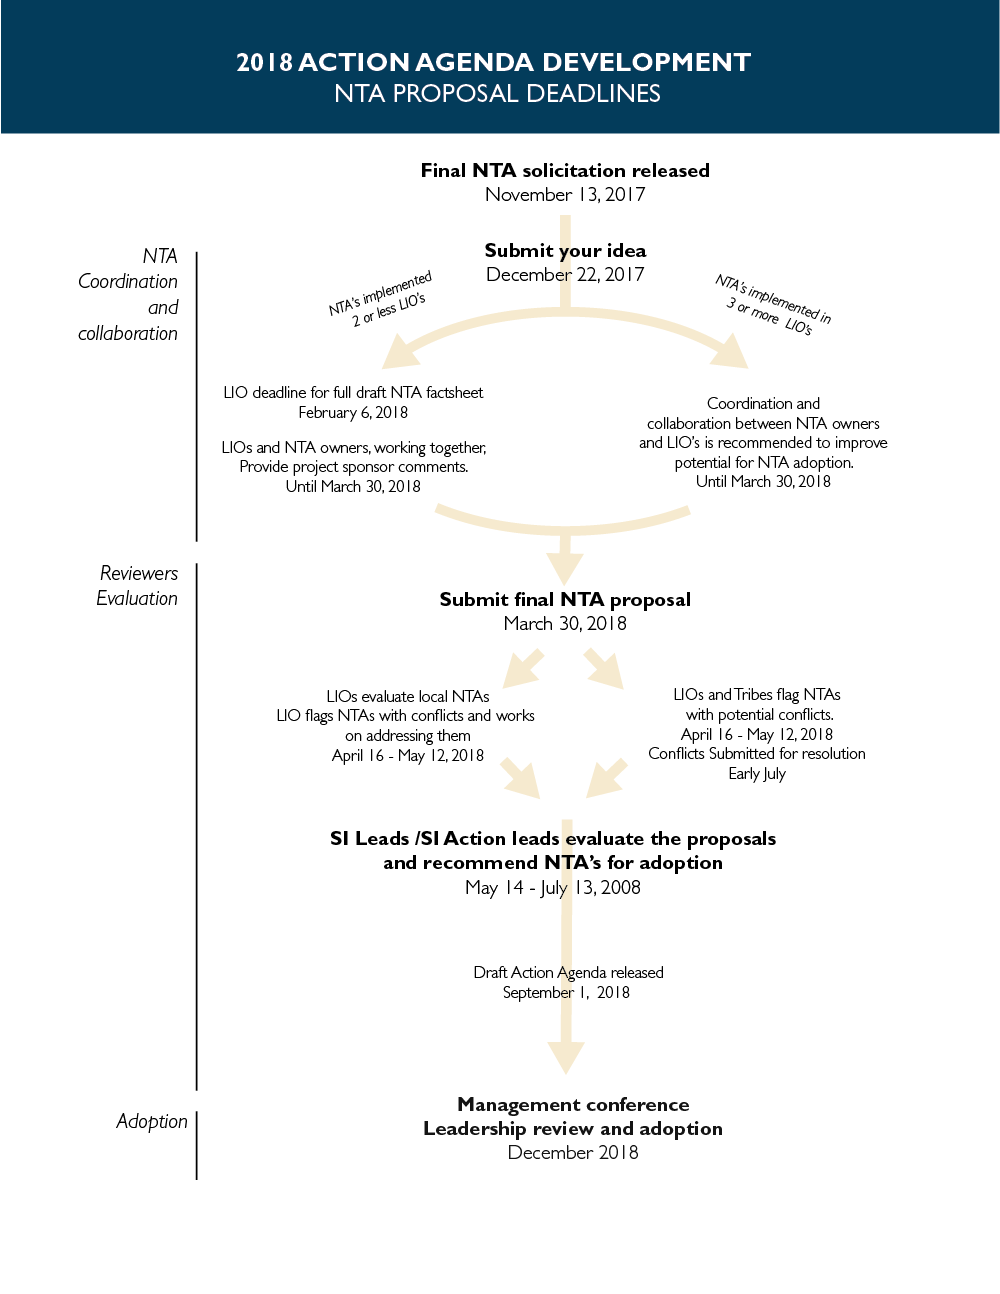 2018 ACTION AGENDA DEVELOPMENT
NTA PROPOSAL DEADLINES
Final NTA solicitation released
November 13, 2017
NTA
Coordination
and
collaboration
Submit your idea
December 22, 2017
NTA's implemented
2 or less LIO's
NTA's implemented in
3 or more LIO's
LIO deadline for full draft NTA factsheet
February 6, 2018
LIOs and NTA owners, working together,
Provide project sponsor comments.
Until March 30, 2018
Coordination and
collaboration between NTA owners
and LIO's is recommended to improve
potential for NTA adoption.
Until March 30, 2018
Reviewers
Evaluation
Submit final NTA proposal
March 30, 2018
LIOs evaluate local NTAs
LIO flags NTAs with conflicts and works
on addressing them
April 16 - May 12, 2018
LIOs and Tribes flag NTAs
with potential conflicts.
April 16 - May 12, 2018
Conflicts Submitted for resolution
Early July
SI Leads /SI Action leads evaluate the proposals
and recommend NTA's for adoption
May 14 - July 13, 2008
Draft Action Agenda released
September 1, 2018
Adoption
Management conference
Leadership review and adoption
December 2018